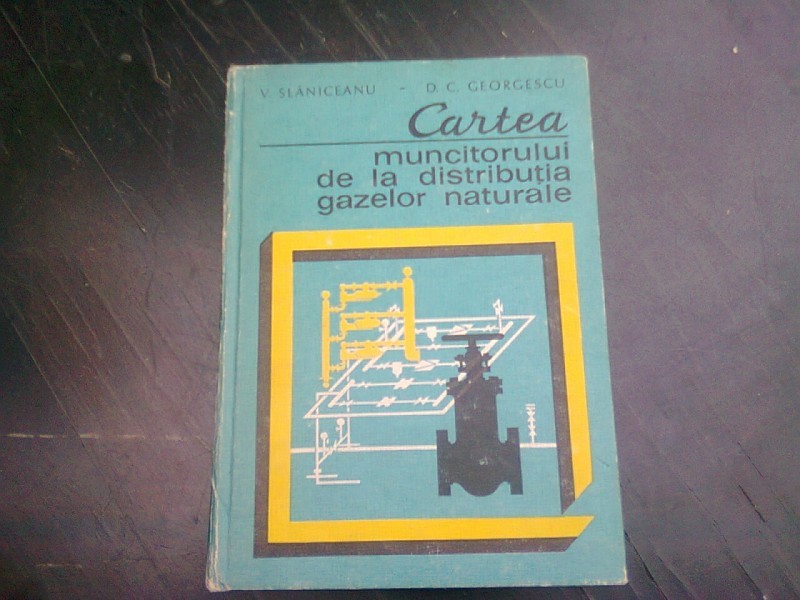 V. SLĂNICEANU - D. C. GEORGESCU
Cartea
muncitorului
de la distribuția
gazelor naturale